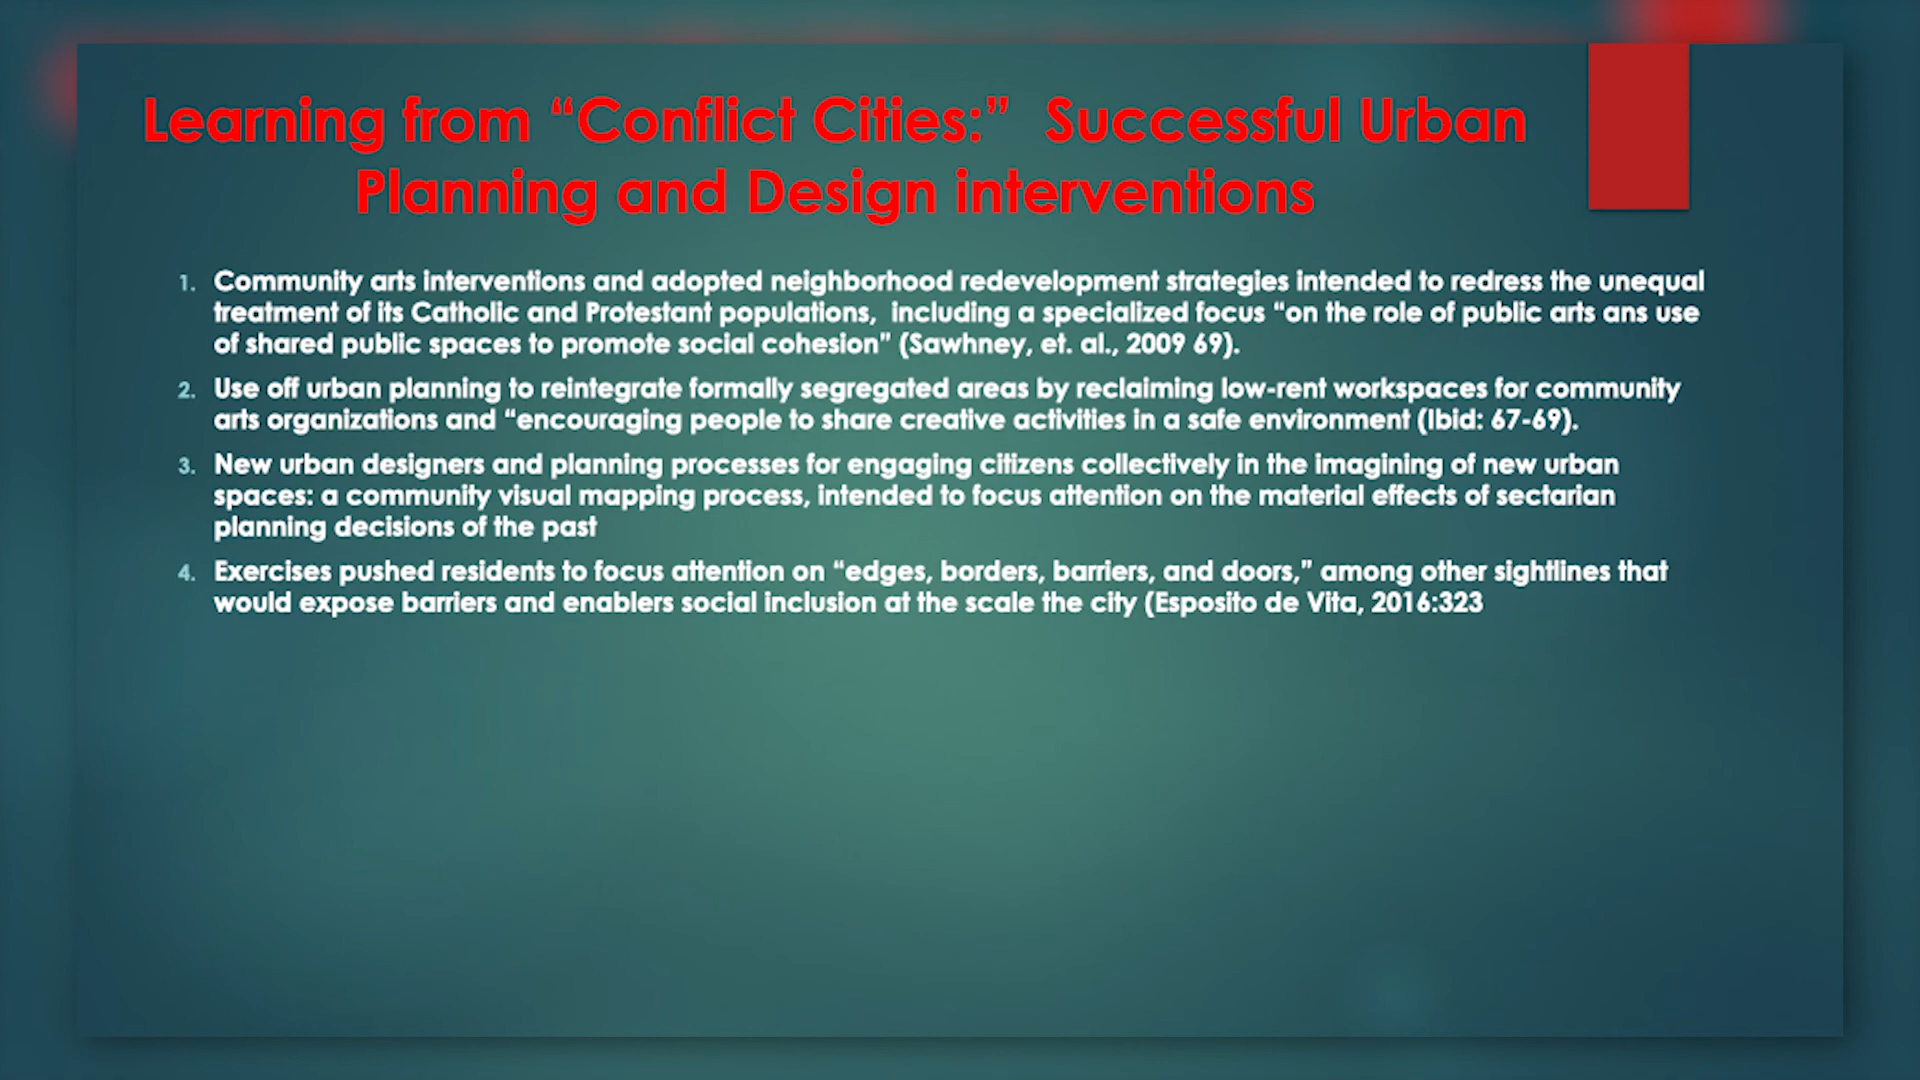 Learning from “Conflict Cities:”  Successful Urban
Planning and Design interventions
1. Community arts interventions and adopted neighborhood redevelopment strategies intended to redress the unequal
treatment of its Catholic and Protestant populations,  including a specialized focus “on the role of public arts ans use
of shared public spaces to promote social cohesion” (Sawhney, et. al., 2009 69).
2. Use off urban planning to reintegrate formally segregated areas by reclaiming low-rent workspaces for community
arts organizations and “encouraging people to share creative activities in a safe environment (Ibid: 67-69).
3. New urban designers and planning processes for engaging citizens collectively in the imagining of new urban
spaces: a community visual mapping process, intended to focus attention on the material effects of sectarian
planning decisions of the past
4. Exercises pushed residents to focus attention on “edges, borders, barriers, and doors,” among other sightlines that
would expose barriers and enablers social inclusion at the scale the city (Esposito de Vita, 2016:323